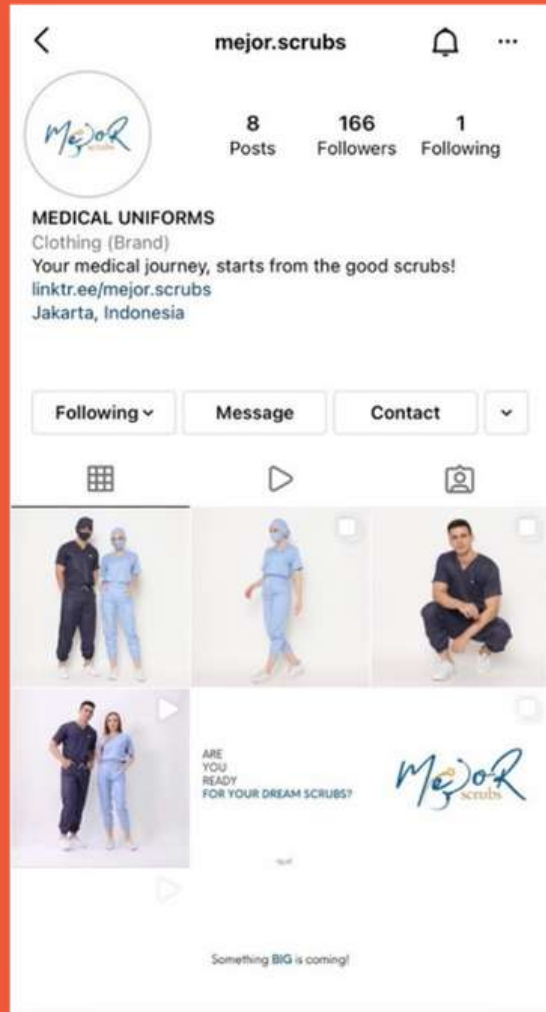 mejor.scrubs
MejoR
scrubs
8
Posts
166
Followers
1
Following
MEDICAL UNIFORMS
Clothing (Brand)
Your medical journey, starts from the good scrubs!
linktr.ee/mejor.scrubs
Jakarta, Indonesia
Following
Message
Contact
ARE
YOU
READY
FOR YOUR DREAM SCRUBS?
MejoR
scrubs
Something BIG is coming!